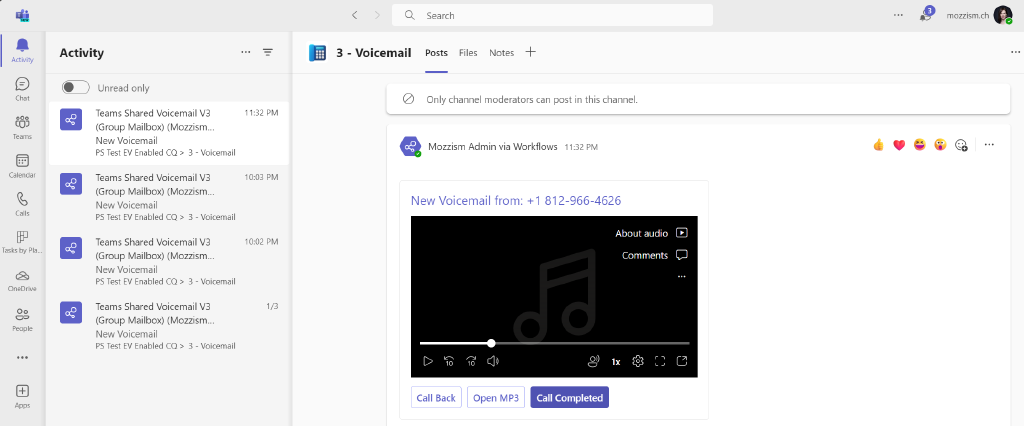 Search
3
mozzism.ch
Activity
Chat
Teams
Calendar
Calls
Tasks by Pla...
OneDrive
People
Apps
Activity
Unread only
Teams Shared Voicemail V3
(Group Mailbox) (Mozzism...
11:32 PM
New Voicemail
PS Test EV Enabled CQ > 3 - Voicemail
Teams Shared Voicemail V3
(Group Mailbox) (Mozzism...
10:03 PM
New Voicemail
PS Test EV Enabled CQ > 3 - Voicemail
Teams Shared Voicemail V3
(Group Mailbox) (Mozzism...
10:02 PM
New Voicemail
PS Test EV Enabled CQ > 3 - Voicemail
Teams Shared Voicemail V3
(Group Mailbox) (Mozzism...
1/3
New Voicemail
PS Test EV Enabled CQ > 3 - Voicemail
3 - Voicemail
Posts
Files
Notes
Only channel moderators can post in this channel.
Mozzism Admin via Workflows 11:32 PM
New Voicemail from: +1 812-966-4626
About audio
Comments
10
10
1x
Call Back
Open MP3
Call Completed